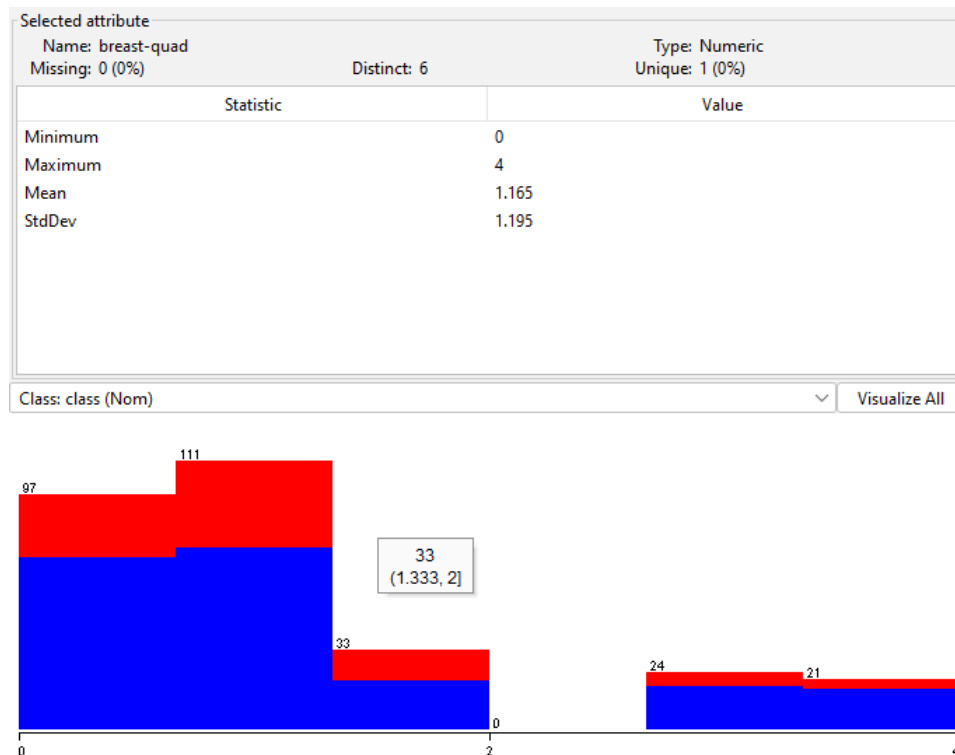 Selected attribute
Name: breast-quad Type: Numeric
Missing: 0 (0%) Distinct: 6 Unique: 1 (0%)
Statistic Value
Minimum 0
Maximum 4
Mean 1.165
StdDev 1.195
Class: class (Nom) Visualize All
111
97
33
(1.333, 2]
33
24
21
0
0 2 4